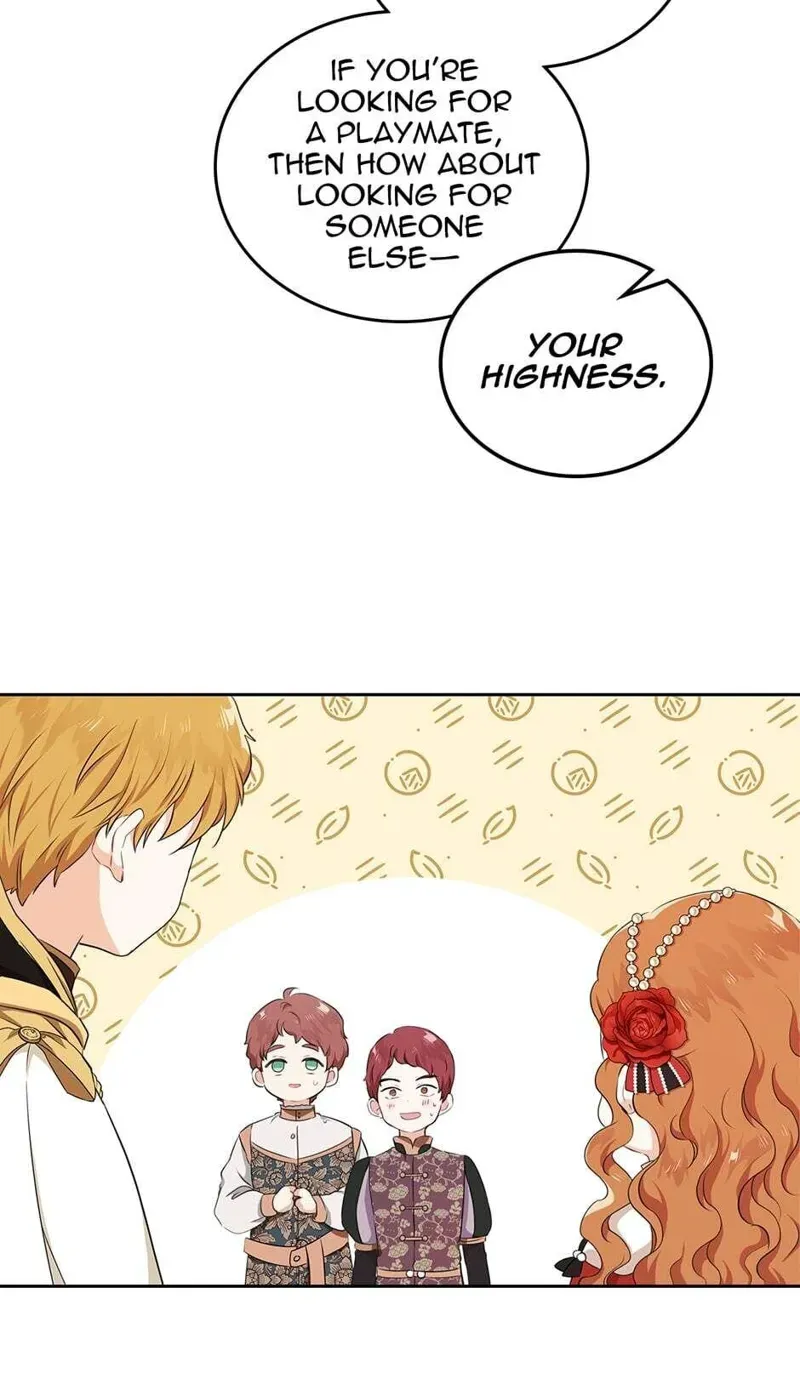 IF YOU'RE
LOOKING FOR
A PLAYMATE,
THEN HOW ABOUT
LOOKING FOR
SOMEONE
ELSE—
YOUR
HIGHNESS.